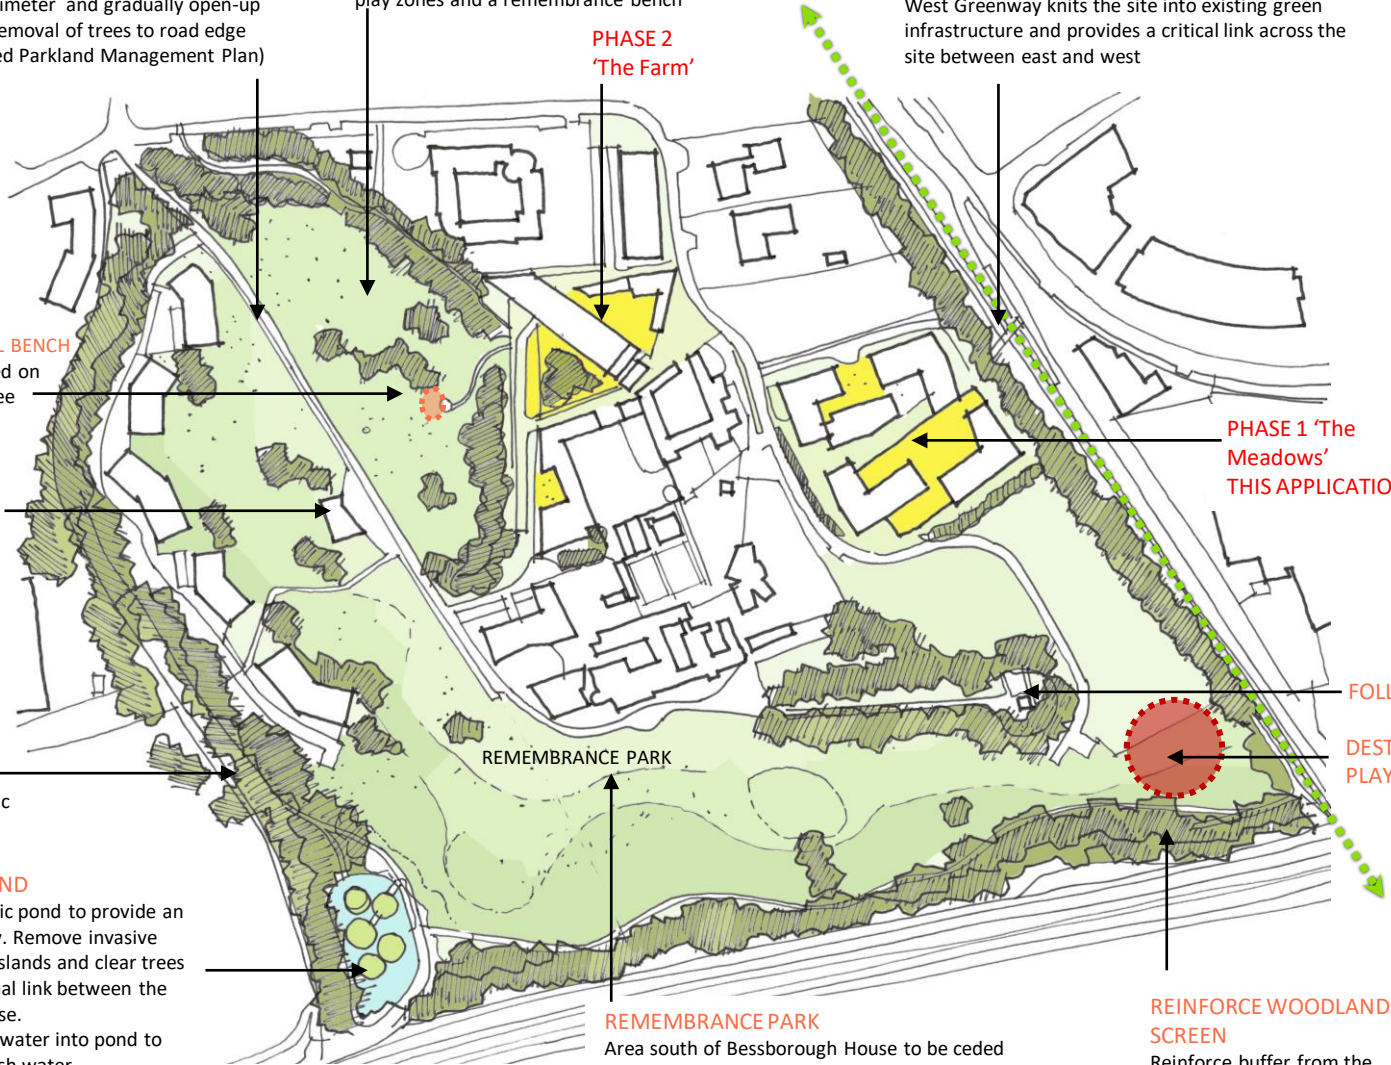 imeter and gradually open-up
emoval of trees to road edge
ed Parkland Management Plan)
play zones and a remembrance bench
PHASE 2
‘The Farm’
West Greenway knits the site into existing green
infrastructure and provides a critical link across the
site between east and west
L BENCH
ed on
ee
PHASE 1 ‘The
Meadows’
THIS APPLICATIO
FOLL
DEST
PLAY
REMEMBRANCE PARK
c
ND
ic pond to provide an
y. Remove invasive
slands and clear trees
ual link between the
se.
water into pond to
sh water
REMEMBRANCE PARK
Area south of Bessborough House to be ceded
REINFORCE WOODLAND
SCREEN
Reinforce buffer from the